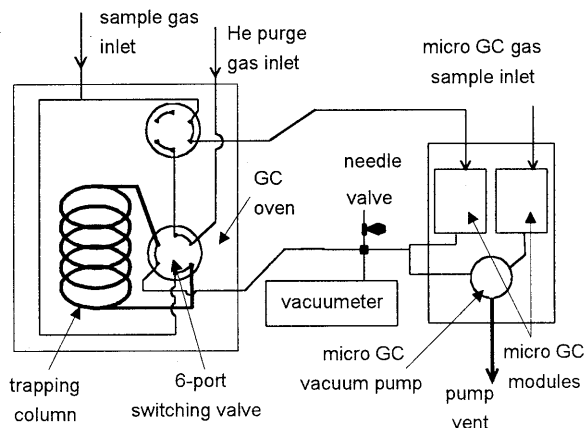 sample gas
inlet
He purge
gas inlet
micro GC gas
sample inlet
GC
oven
needle
valve
vacuumeter
trapping
column
6-port
switching valve
micro GC
vacuum pump
pump
vent
micro GC
modules